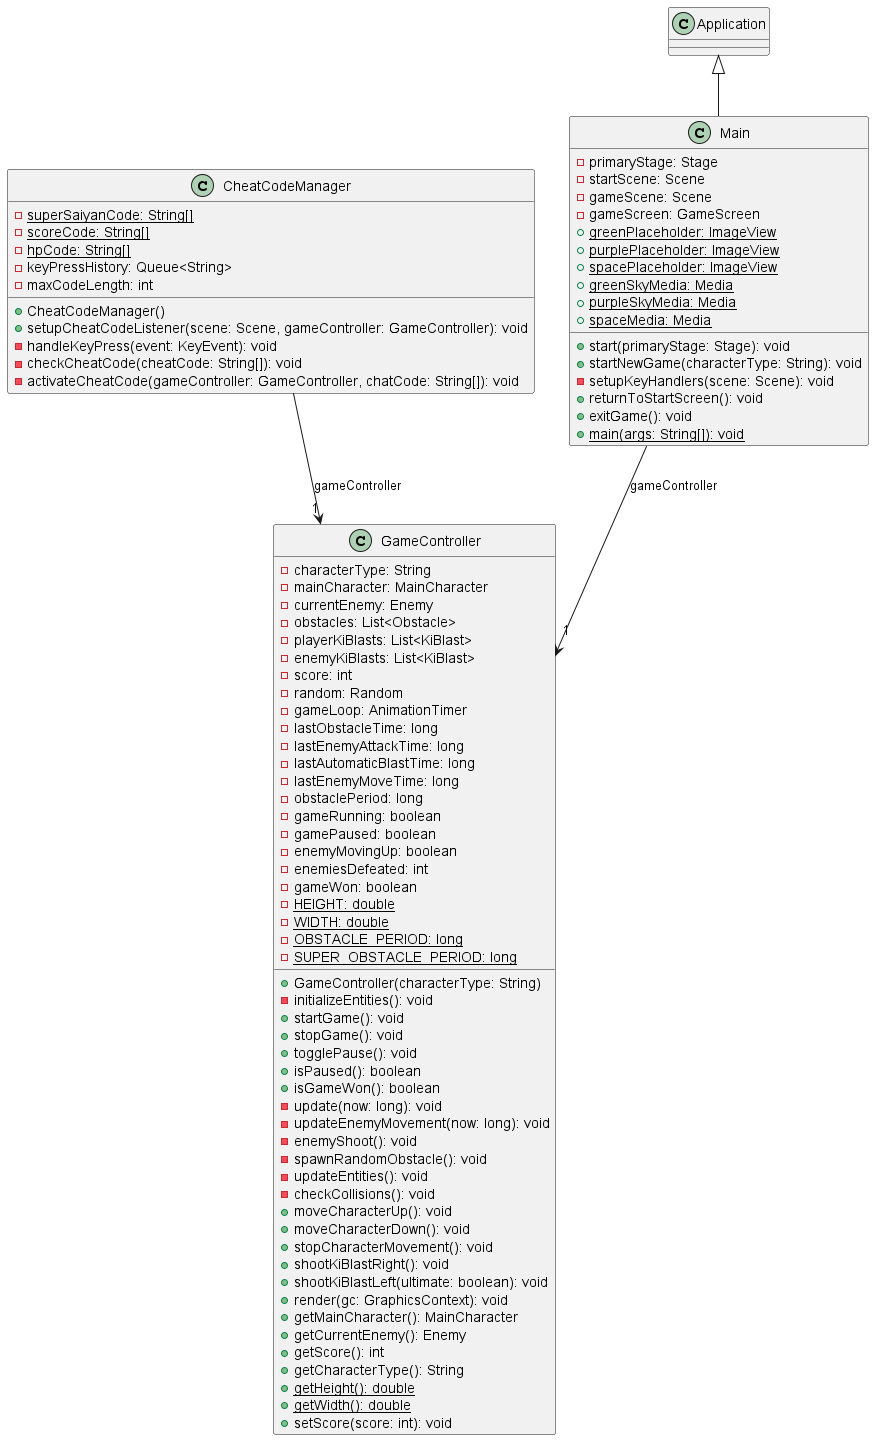 C Application
C Main
primaryStage: Stage
startScene: Scene
gameScene: Scene
gameScreen: GameScreen
greenPlaceholder: ImageView
purplePlaceholder: ImageView
spacePlaceholder: ImageView
greenSkyMedia: Media
purpleSkyMedia: Media
spaceMedia: Media
start(primaryStage: Stage): void
startNewGame(characterType: String): void
setupKeyHandlers(scene: Scene): void
returnToStartScreen(): void
exitGame(): void
main(args: String[]): void
C CheatCodeManager
superSaiyanCode: String[]
scoreCode: String[]
hpCode: String[]
keyPressHistory: Queue<String>
maxCodeLength: int
CheatCodeManager()
setupCheatCodeListener(scene: Scene, gameController: GameController): void
handleKeyPress(event: KeyEvent): void
checkCheatCode(cheatCode: String[]): void
activateCheatCode(gameController: GameController, chatCode: String[]): void
gameController
1
gameController
1
C GameController
characterType: String
mainCharacter: MainCharacter
currentEnemy: Enemy
obstacles: List<Obstacle>
playerKiBlasts: List<KiBlast>
enemyKiBlasts: List<KiBlast>
score: int
random: Random
gameLoop: AnimationTimer
lastObstacleTime: long
lastEnemyAttackTime: long
lastAutomaticBlastTime: long
lastEnemyMoveTime: long
obstaclePeriod: long
gameRunning: boolean
gamePaused: boolean
enemyMovingUp: boolean
enemiesDefeated: int
gameWon: boolean
HEIGHT: double
WIDTH: double
OBSTACLE_PERIOD: long
SUPER_OBSTACLE_PERIOD: long
GameController(characterType: String)
initializeEntities(): void
startGame(): void
stopGame(): void
togglePause(): void
isPaused(): boolean
isGameWon(): boolean
update(now: long): void
updateEnemyMovement(now: long): void
enemyShoot(): void
spawnRandomObstacle(): void
updateEntities(): void
checkCollisions(): void
moveCharacterUp(): void
moveCharacterDown(): void
stopCharacterMovement(): void
shootKiBlastRight(): void
shootKiBlastLeft(ultimate: boolean): void
render(gc: GraphicsContext): void
getMainCharacter(): MainCharacter
getCurrentEnemy(): Enemy
getScore(): int
getCharacterType(): String
getHeight(): double
getWidth(): double
setScore(score: int): void